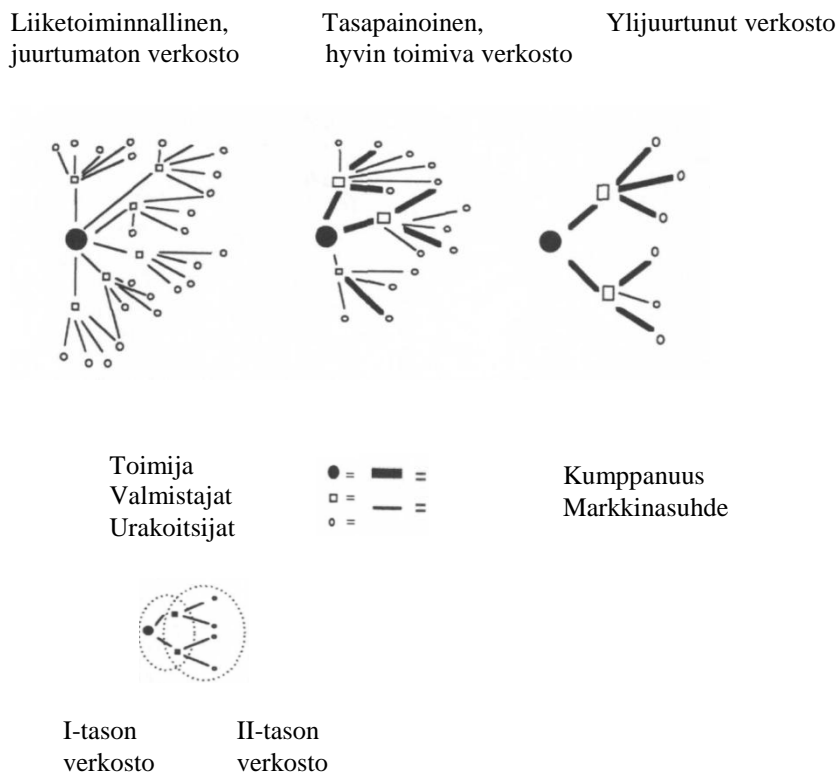 Liiketoiminnallinen,
juurtumaton verkosto
Tasapainoinen,
hyvin toimiva verkosto
Ylijuurtunut verkosto
Toimija
Valmistajat
Urakoitsijat
= =
= =
=
Kumppanuus
Markkinasuhde
I-tason
verkosto
II-tason
verkosto